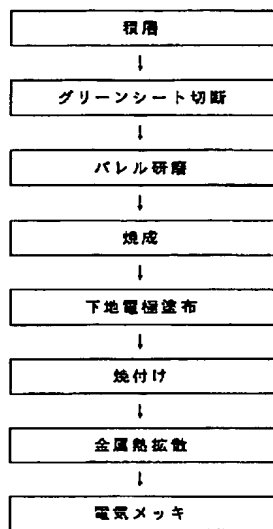 積層
↓
グリーンシート切断
↓
バレル研磨
↓
焼成
↓
下地電極塗布
↓
焼付け
↓
金属熱拡散
↓
電気メッキ